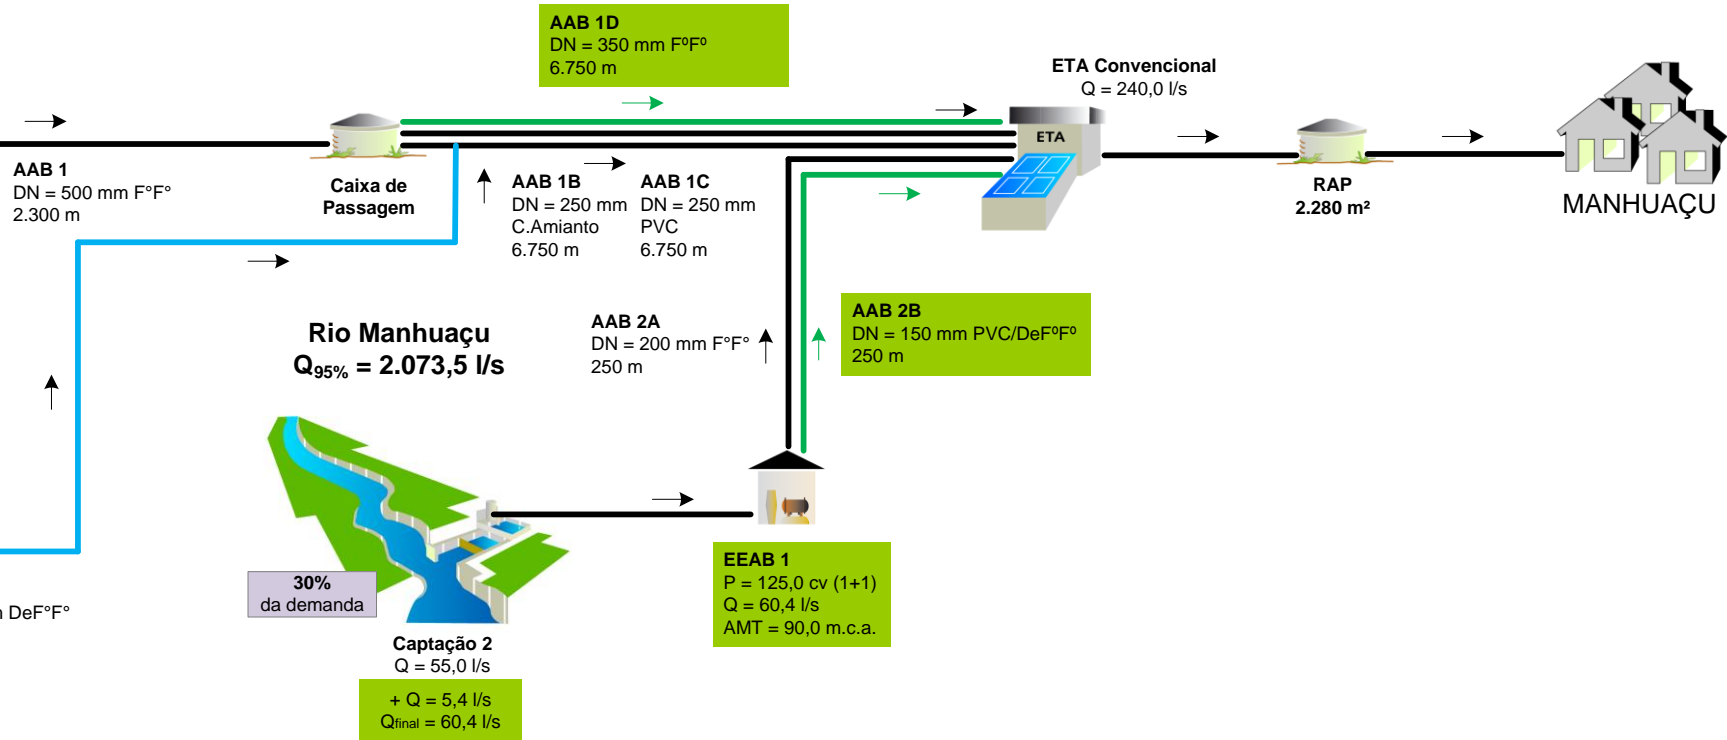 AAB 1D
DN = 350 mm FºFº
6.750 m
ETA Convencional
Q = 240,0 l/s
ETA
AAB 1
DN = 500 mm F°F°
2.300 m
Caixa de
Passagem
AAB 1B
DN = 250 mm
C.Amianto
6.750 m
AAB 1C
DN = 250 mm
PVC
6.750 m
RAP
2.280 m²
MANHUAÇU
Rio Manhuaçu
Q95% = 2.073,5 l/s
AAB 2A
DN = 200 mm F°F°
250 m
AAB 2B
DN = 150 mm PVC/DeFºFº
250 m
30%
da demanda
DeF°F°
Captação 2
Q = 55,0 l/s
+ Q = 5,4 l/s
Qfinal = 60,4 l/s
EEAB 1
P = 125,0 cv (1+1)
Q = 60,4 l/s
AMT = 90,0 m.c.a.